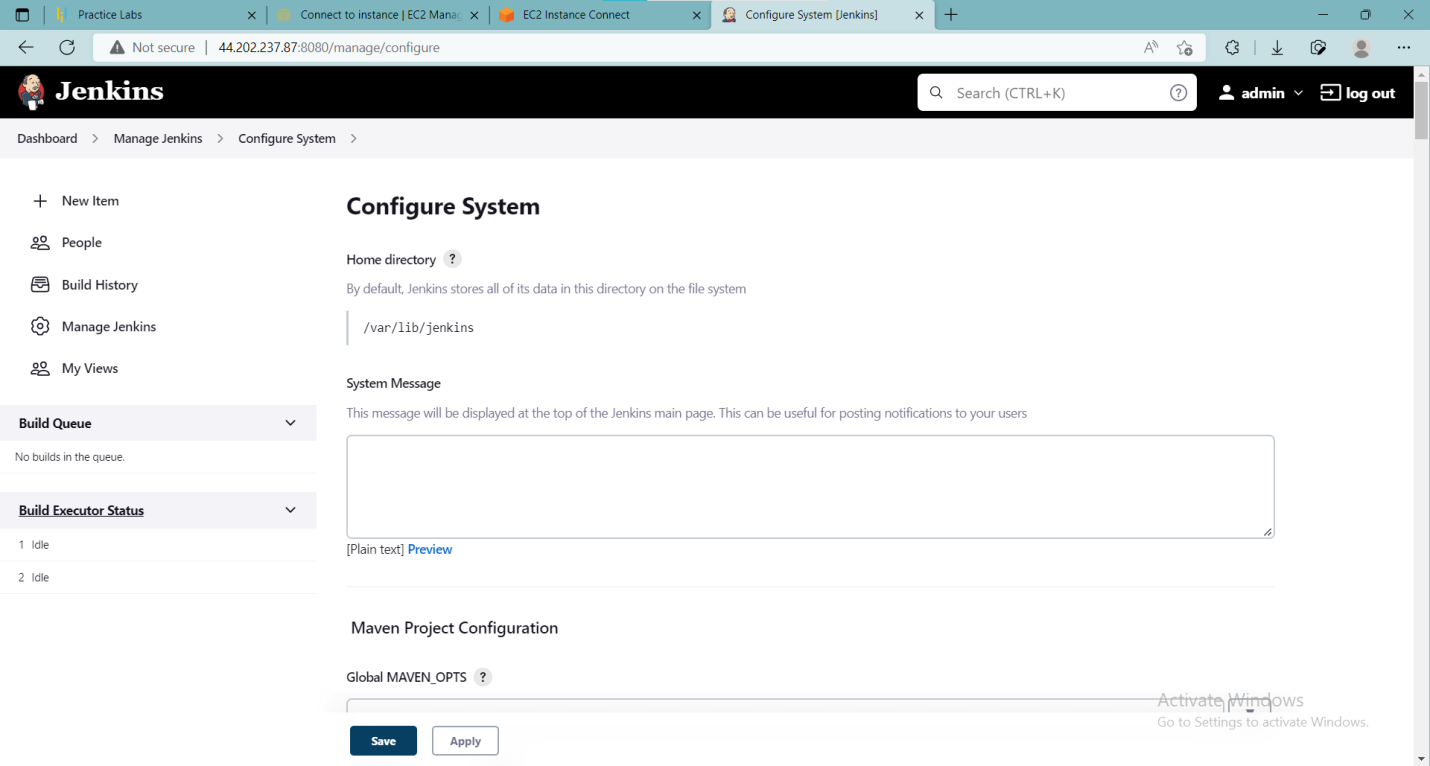 Practice Labs
Connect to instance | EC2 Manag
EC2 Instance Connect
Configure System [Jenkins]
Not secure
44.202.237.87:8080/manage/configure
Jenkins
Search (CTRL+K)
?
admin
log out
Dashboard
Manage Jenkins
Configure System
New Item
People
Build History
Manage Jenkins
My Views
Build Queue
No builds in the queue.
Build Executor Status
1 Idle
2 Idle
Configure System
Home directory ?
By default, Jenkins stores all of its data in this directory on the file system
/var/lib/jenkins
System Message
This message will be displayed at the top of the Jenkins main page. This can be useful for posting notifications to your users
[Plain text] Preview
Maven Project Configuration
Global MAVEN_OPTS ?
Save
Apply
Activate Windows
Go to Settings to activate Windows.